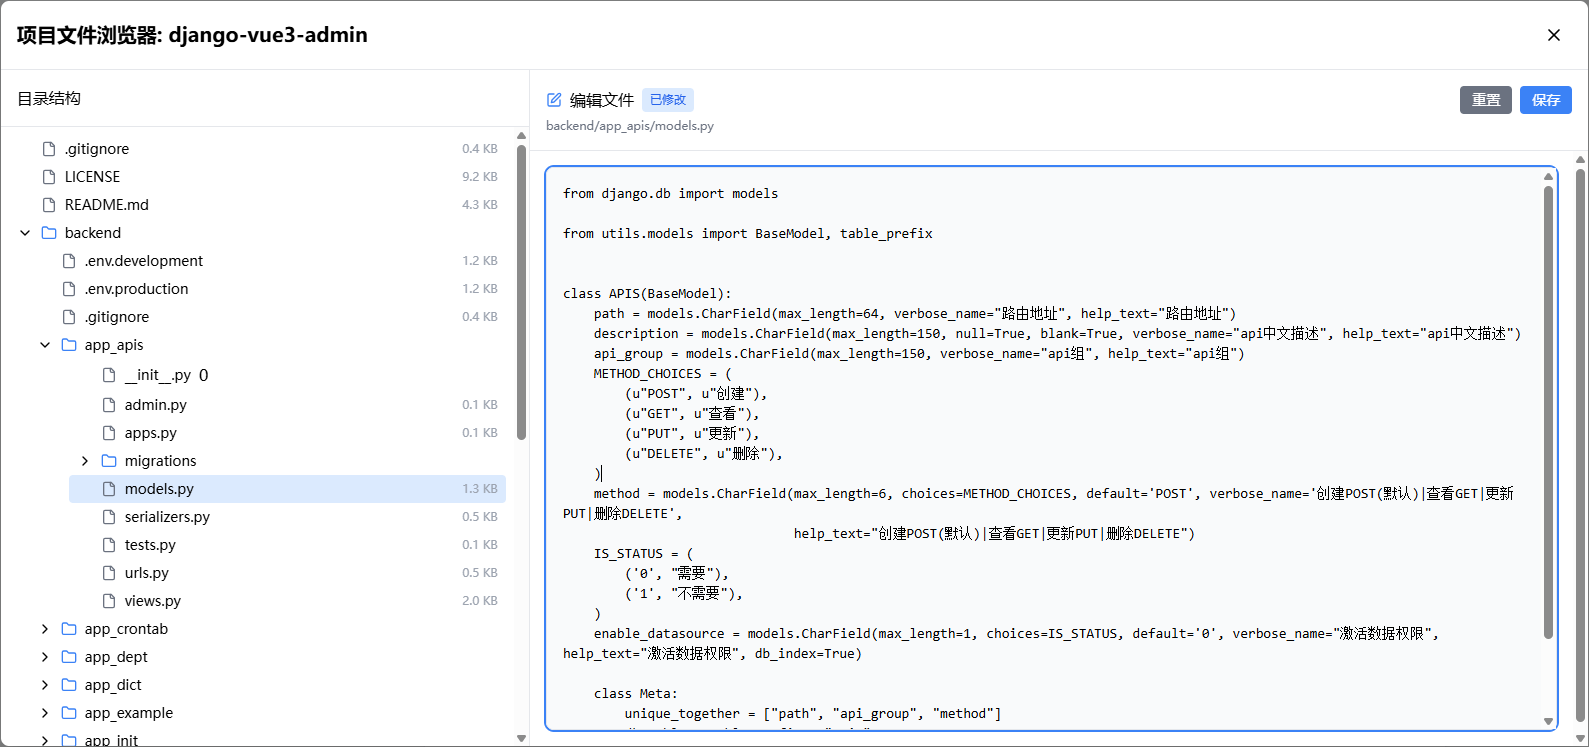 项目文件浏览器: django-vue3-admin
目录结构
.gitignore 0.4 KB
LICENSE 9.2 KB
README.md 4.3 KB
backend
.env.development 1.2 KB
.env.production 1.2 KB
.gitignore 0.4 KB
app_apis
__init__.py 0
admin.py 0.1 KB
apps.py 0.1 KB
migrations
models.py 1.3 KB
serializers.py 0.5 KB
tests.py 0.1 KB
urls.py 0.5 KB
views.py 2.0 KB
app_crontab
app_dept
app_dict
app_example
app_init
编辑文件 已修改
backend/app_apis/models.py
重置 保存
from django.db import models
from utils.models import BaseModel, table_prefix
class APIS(BaseModel):
    path = models.CharField(max_length=64, verbose_name="路由地址", help_text="路由地址")
    description = models.CharField(max_length=150, null=True, blank=True, verbose_name="api中文描述", help_text="api中文描述")
    api_group = models.CharField(max_length=150, verbose_name="api组", help_text="api组")
    METHOD_CHOICES = (
        (u"POST", u"创建"),
        (u"GET", u"查看"),
        (u"PUT", u"更新"),
        (u"DELETE", u"删除"),
    )
    method = models.CharField(max_length=6, choices=METHOD_CHOICES, default='POST', verbose_name='创建POST(默认)|查看GET|更新
PUT|删除DELETE',
                              help_text="创建POST(默认)|查看GET|更新PUT|删除DELETE")
    IS_STATUS = (
        ('0', "需要"),
        ('1', "不需要"),
    )
    enable_datasource = models.CharField(max_length=1, choices=IS_STATUS, default='0', verbose_name="激活数据权限",
help_text="激活数据权限", db_index=True)
    class Meta:
        unique_together = ["path", "api_group", "method"]